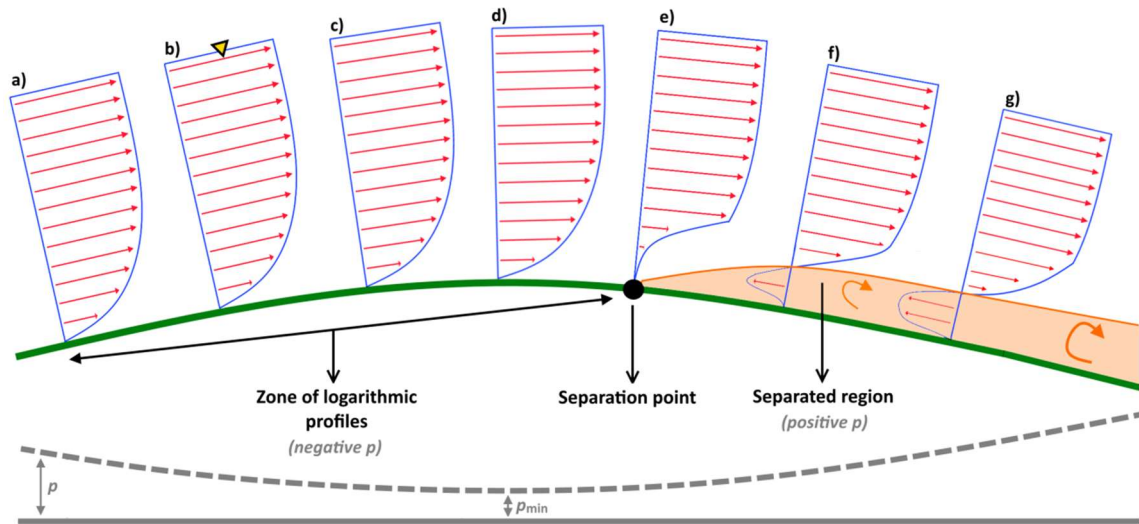 a)
b)
c)
d)
e)
f)
g)
Zone of logarithmic
profiles
(negative p)
Separation point
Separated region
(positive p)
p
pmin